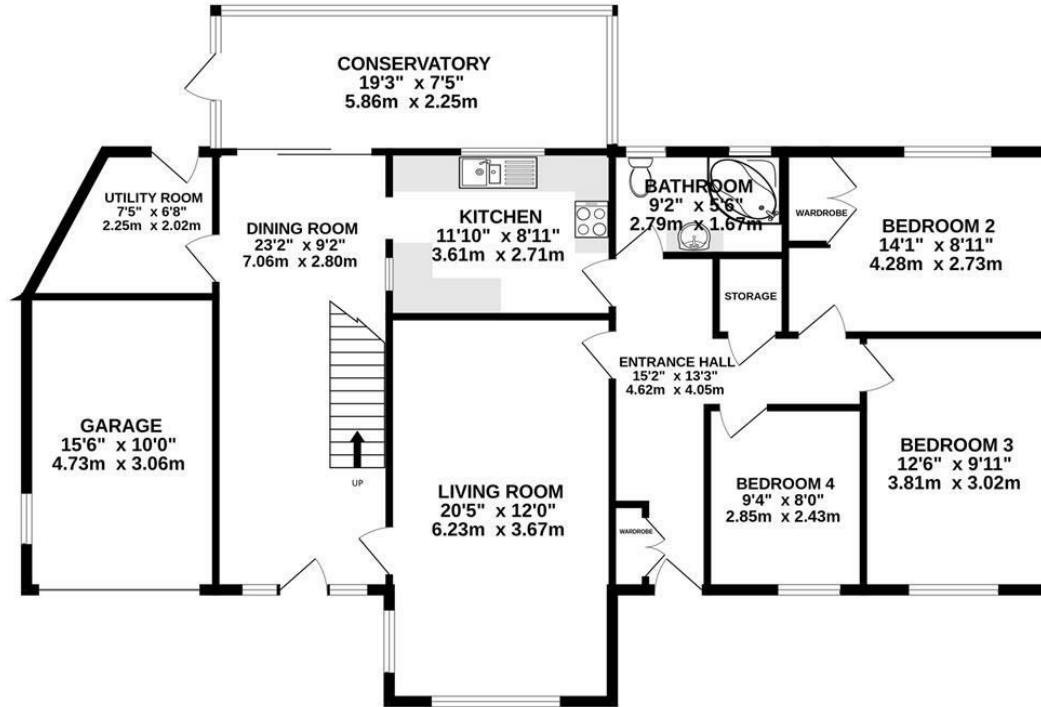 CONSERVATORY
19'3" x 7'5"
5.86m x 2.25m
UTILITY ROOM
7'5" x 6'8"
2.25m x 2.02m
DINING ROOM
23'2" x 9'2"
7.06m x 2.80m
KITCHEN
11'10" x 8'11"
3.61m x 2.71m
BATHROOM
9'2" x 5'6"
2.79m x 1.67m
WARDROBE
BEDROOM 2
14'1" x 8'11"
4.28m x 2.73m
STORAGE
ENTRANCE HALL
15'2" x 13'3"
4.62m x 4.05m
GARAGE
15'6" x 10'0"
4.73m x 3.06m
UP
LIVING ROOM
20'5" x 12'0"
6.23m x 3.67m
WARDROBE
BEDROOM 4
9'4" x 8'0"
2.85m x 2.43m
BEDROOM 3
12'6" x 9'11"
3.81m x 3.02m